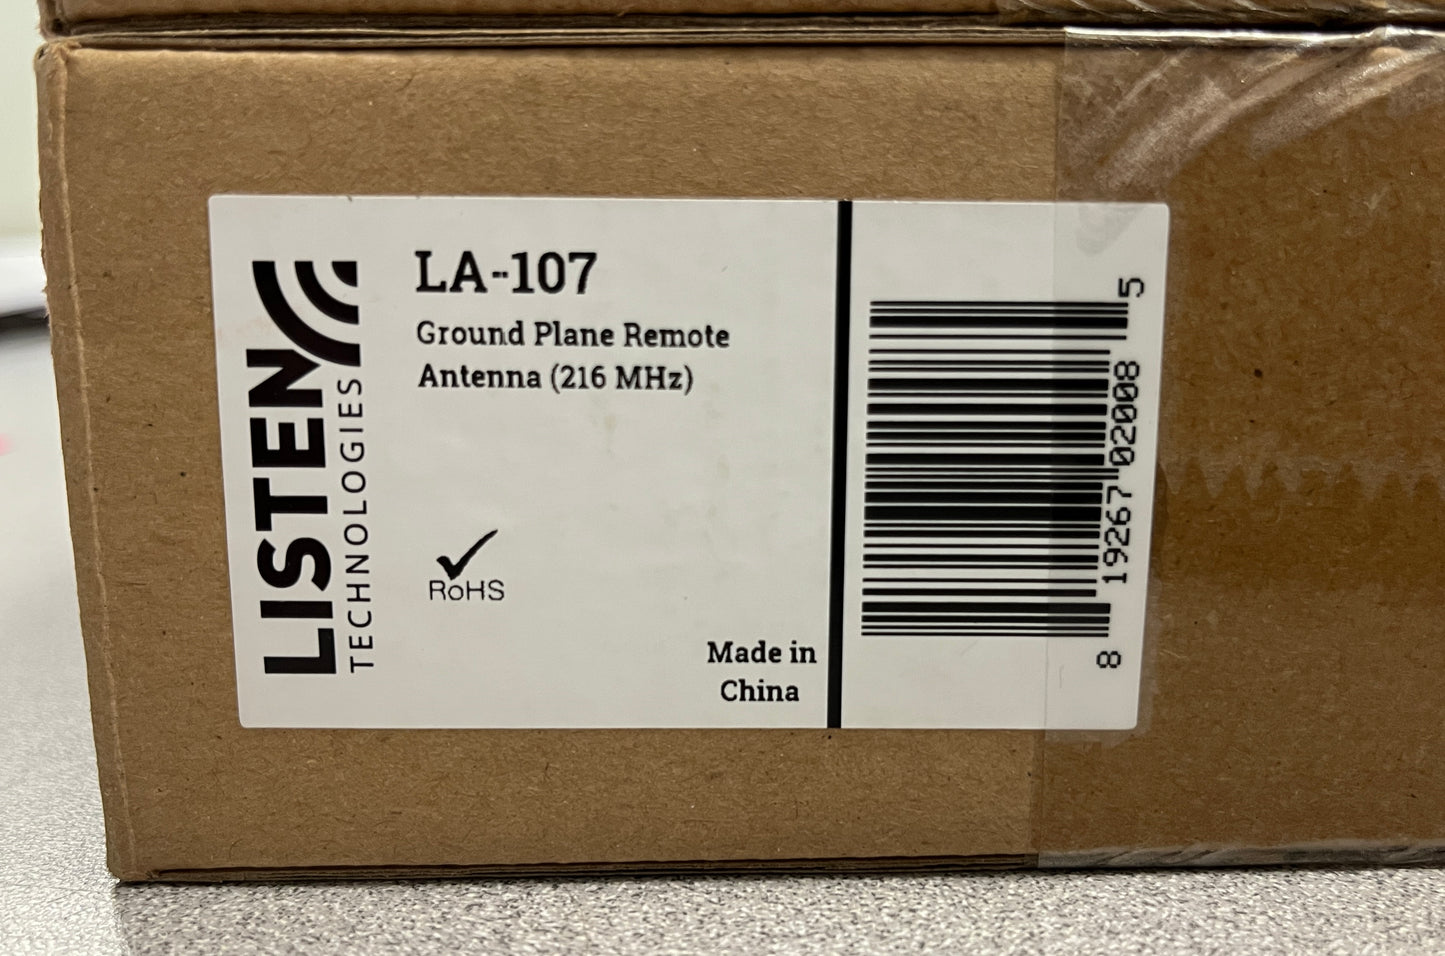 LISTEN
TECHNOLOGIES
LA-107
Ground Plane Remote
Antenna (216 MHz)
RoHS
Made in
China
8 19267 02008 5